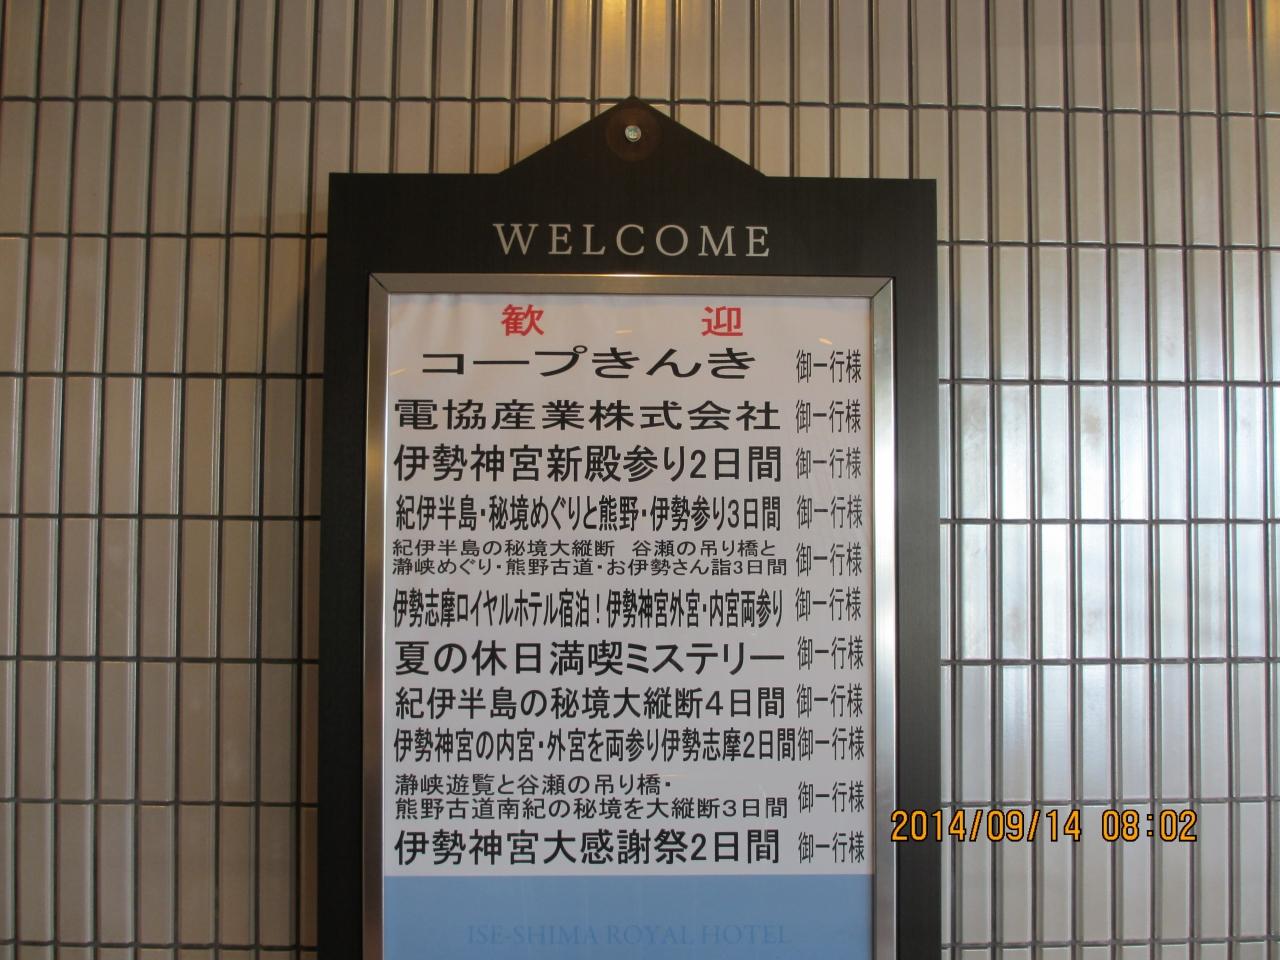 WELCOME
歓 迎
コープきんき 御一行様
電協産業株式会社 御一行様
伊勢神宮新殿参り2日間 御一行様
紀伊半島・秘境めぐりと熊野・伊勢参り3日間 御一行様
紀伊半島の秘境大縦断 谷瀬の吊り橋と
瀞峡めぐり・熊野古道・お伊勢さん詣3日間 御一行様
伊勢志摩ロイヤルホテル宿泊！伊勢神宮外宮・内宮両参り 御一行様
夏の休日満喫ミステリー 御一行様
紀伊半島の秘境大縦断4日間 御一行様
伊勢神宮の内宮・外宮を両参り伊勢志摩2日間 御一行様
瀞峡遊覧と谷瀬の吊り橋・
熊野古道南紀の秘境を大縦断3日間 御一行様
伊勢神宮大感謝祭2日間 御一行様
ISE-SHIMA ROYAL HOTEL
2014/09/14 08:02